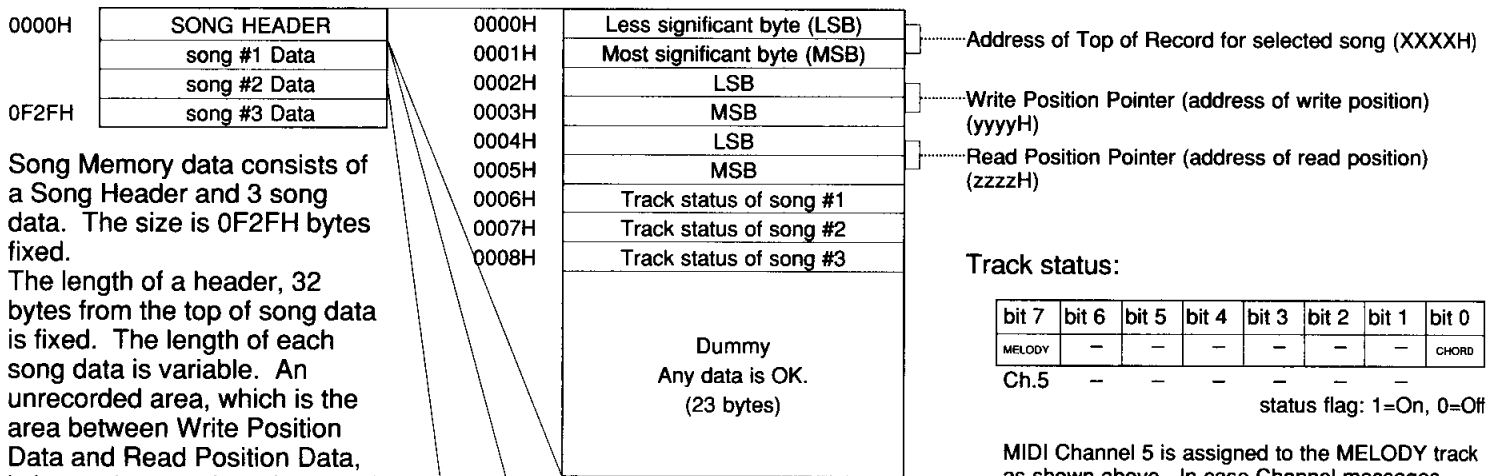 0000H SONG HEADER
song #1 Data
song #2 Data
0F2FH song #3 Data
Song Memory data consists of
a Song Header and 3 song
data. The size is 0F2FH bytes
fixed.
The length of a header, 32
bytes from the top of song data
is fixed. The length of each
song data is variable. An
unrecorded area, which is the
area between Write Position
Data and Read Position Data,
0000H Less significant byte (LSB)
0001H Most significant byte (MSB)
0002H LSB
0003H MSB
0004H LSB
0005H MSB
0006H Track status of song #1
0007H Track status of song #2
0008H Track status of song #3
Dummy
Any data is OK.
(23 bytes)
Address of Top of Record for selected song (XXXXH)
Write Position Pointer (address of write position)
(yyyyH)
Read Position Pointer (address of read position)
(zzzzH)
Track status:
bit 7 bit 6 bit 5 bit 4 bit 3 bit 2 bit 1 bit 0
MELODY – – – – – – CHORD
Ch.5 – – – – – –
status flag: 1=On, 0=Off
MIDI Channel 5 is assigned to the MELODY track
as shown above. In case Channel messages